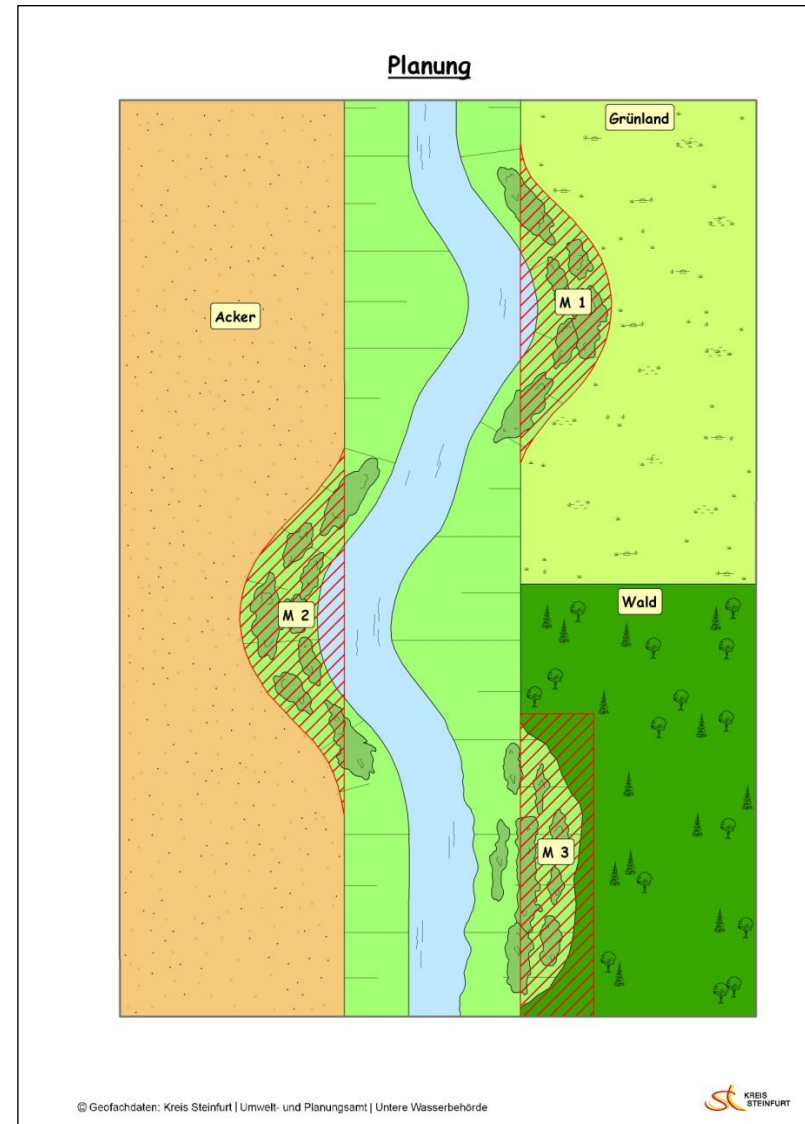 Planung
Grünland
M 1
Acker
Wald
M 2
M 3
© Geofachdaten: Kreis Steinfurt | Umwelt- und Planungsamt | Untere Wasserbehörde
KREIS
STEINFURT